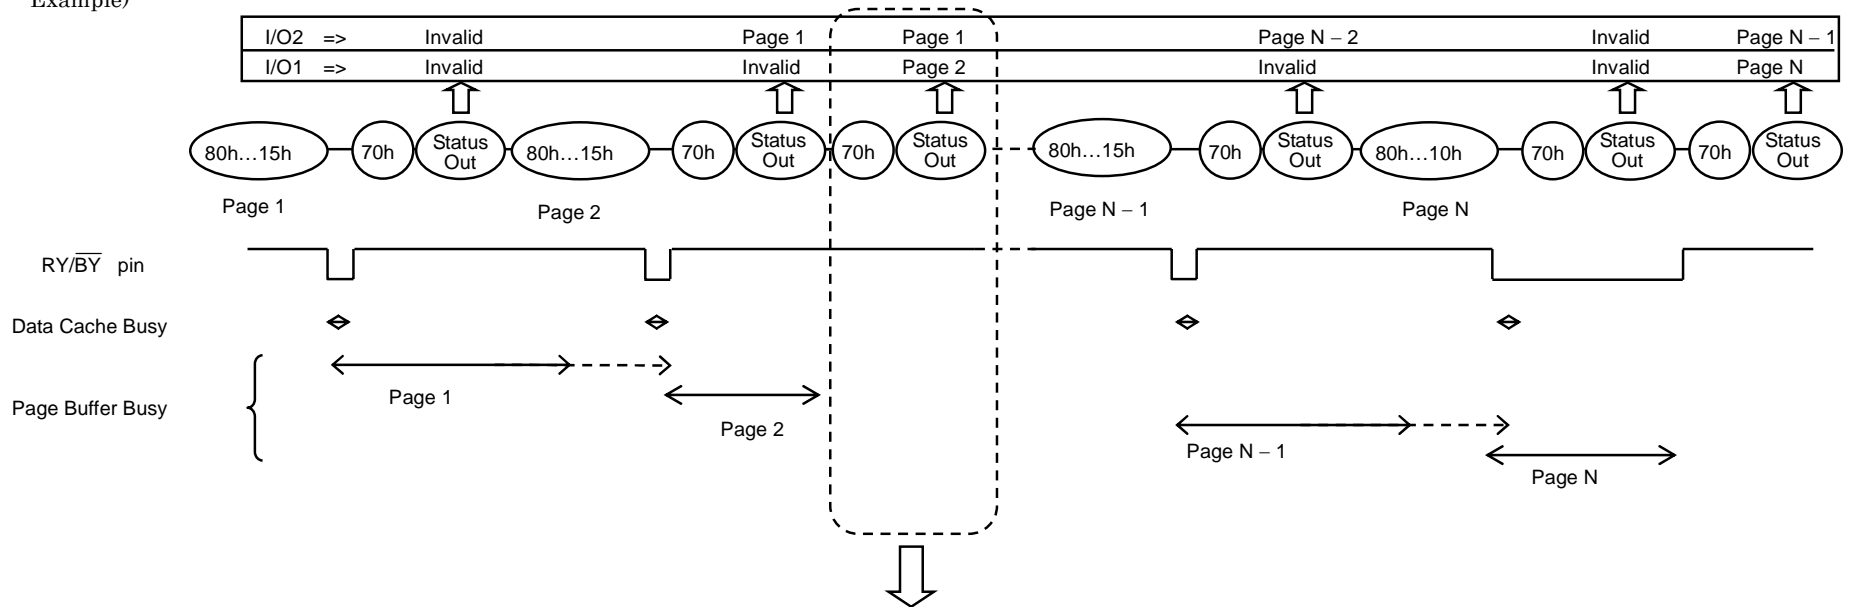 Example)
I/O2 => Invalid Page 1 Page 1 Page N – 2 Invalid Page N – 1
I/O1 => Invalid Invalid Page 2 Invalid Invalid Page N
80h…15h 70h Status Out 80h…15h 70h Status Out 70h Status Out 80h…15h 70h Status Out 80h…10h 70h Status Out 70h Status Out
Page 1 Page 2 Page N – 1 Page N
RY/B̅Y̅ pin
Data Cache Busy
Page Buffer Busy
Page 1
Page 2
Page N – 1
Page N